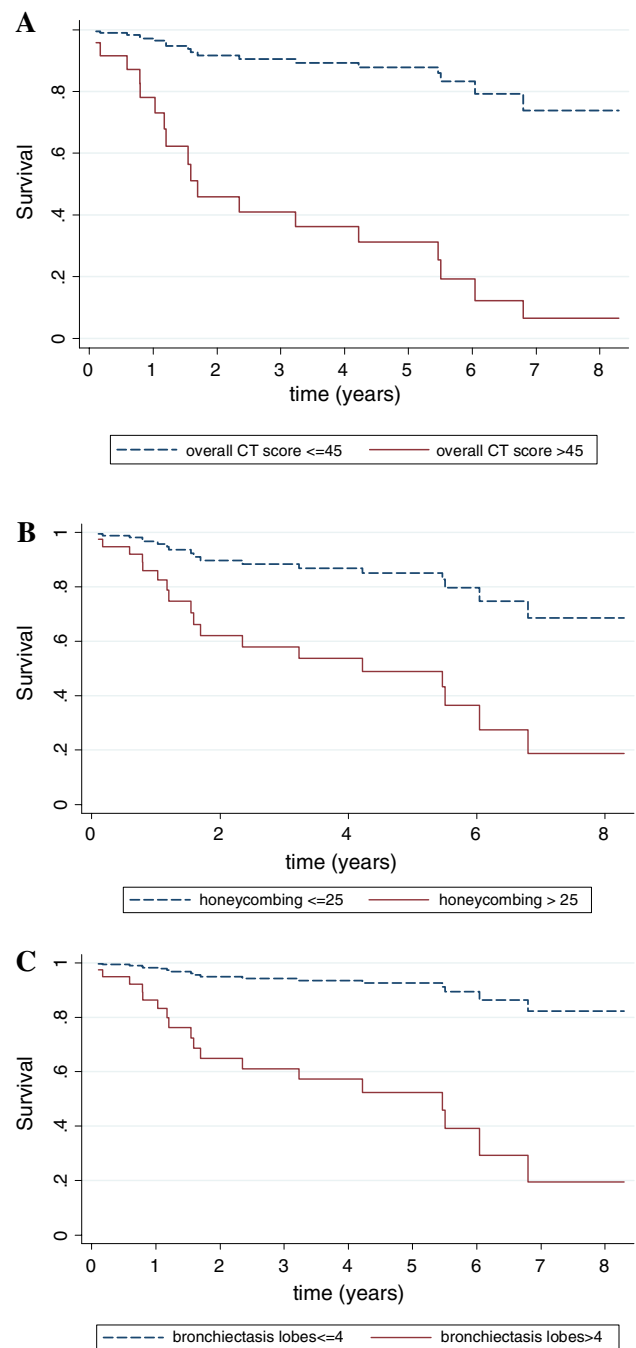 A
Survival
.8
.6
.4
.2
0
0 1 2 3 4 5 6 7 8
time (years)
overall CT score <=45 overall CT score >45
B
Survival
1
.8
.6
.4
.2
0
0 2 4 6 8
time (years)
honeycombing <=25 honeycombing > 25
C
Survival
1
.8
.6
.4
.2
0
0 1 2 3 4 5 6 7 8
time (years)
bronchiectasis lobes<=4 bronchiectasis lobes>4